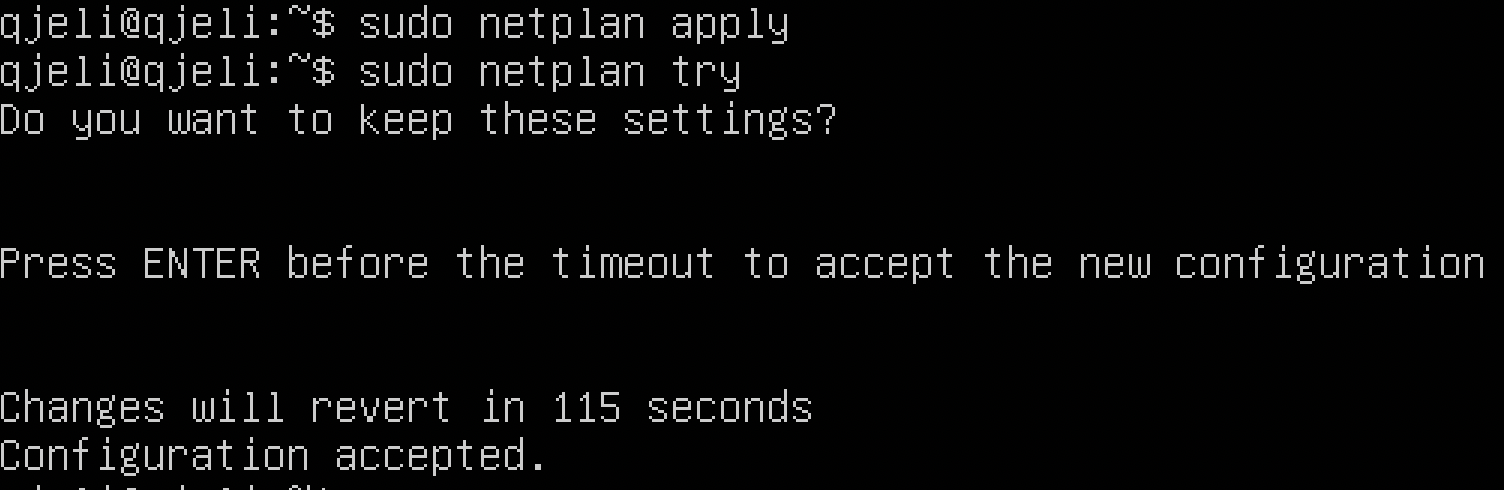 qjeli@qjeli:~$ sudo netplan apply
qjeli@qjeli:~$ sudo netplan try
Do you want to keep these settings?
Press ENTER before the timeout to accept the new configuration
Changes will revert in 115 seconds
Configuration accepted.